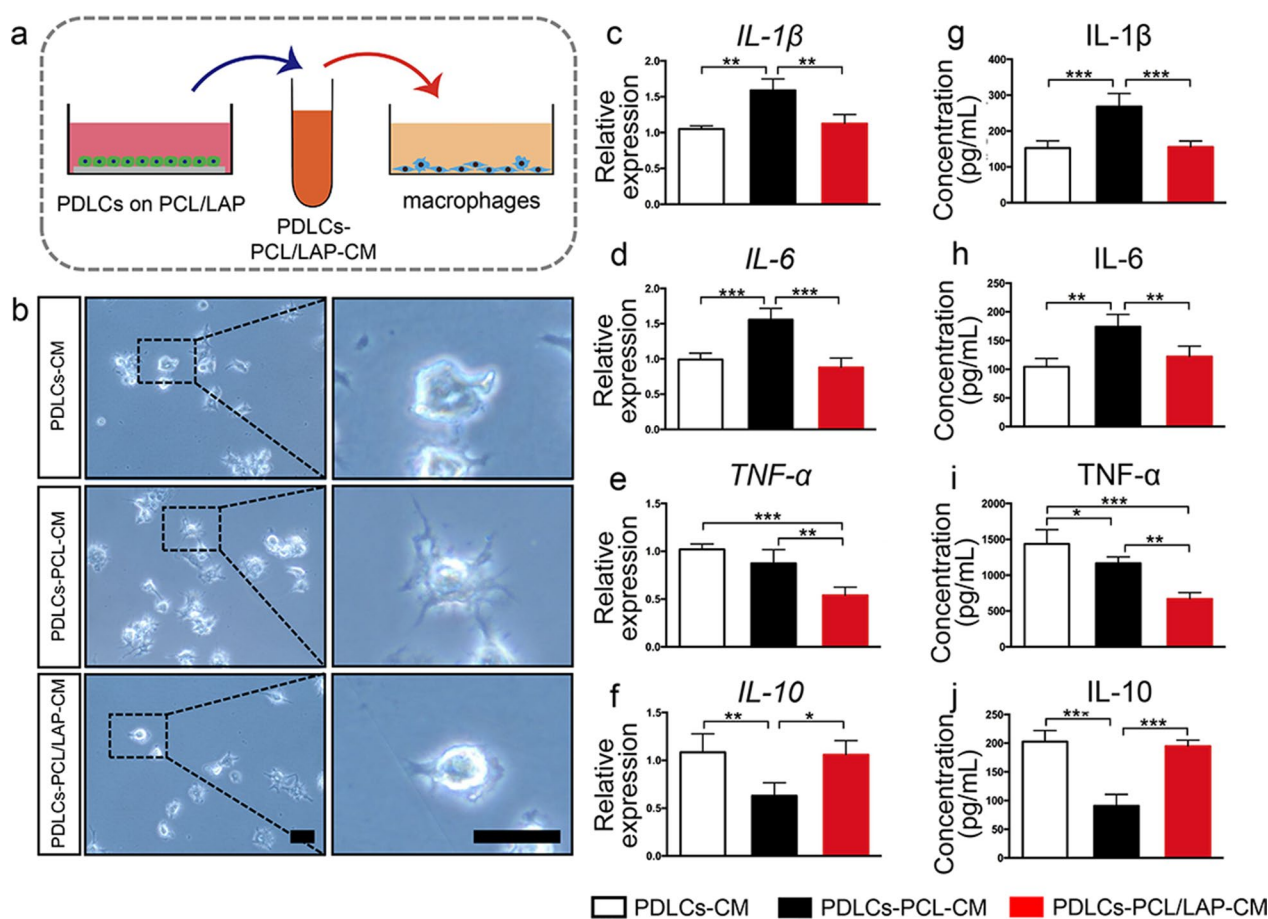 a
PDLCs on PCL/LAP
PDLCs-
PCL/LAP-CM
macrophages
b
PDLCs-CM
PDLCs-PCL-CM
PDLCs-PCL/LAP-CM
c
IL-1β
Relative
expression
2.0
1.5
1.0
0.5
0.0
**
**
d
IL-6
Relative
expression
2.0
1.5
1.0
0.5
0.0
***
***
e
TNF-α
Relative
expression
1.5
1.0
0.5
0.0
***
**
f
IL-10
Relative
expression
1.5
1.0
0.5
0.0
**
*
g
IL-1β
Concentration
(pg/mL)
400
300
200
100
0
***
***
h
IL-6
Concentration
(pg/mL)
250
200
150
100
50
0
**
**
i
TNF-α
Concentration
(pg/mL)
2000
1500
1000
500
0
***
*
**
j
IL-10
Concentration
(pg/mL)
250
200
150
100
50
0
***
***
PDLCs-CM
PDLCs-PCL-CM
PDLCs-PCL/LAP-CM